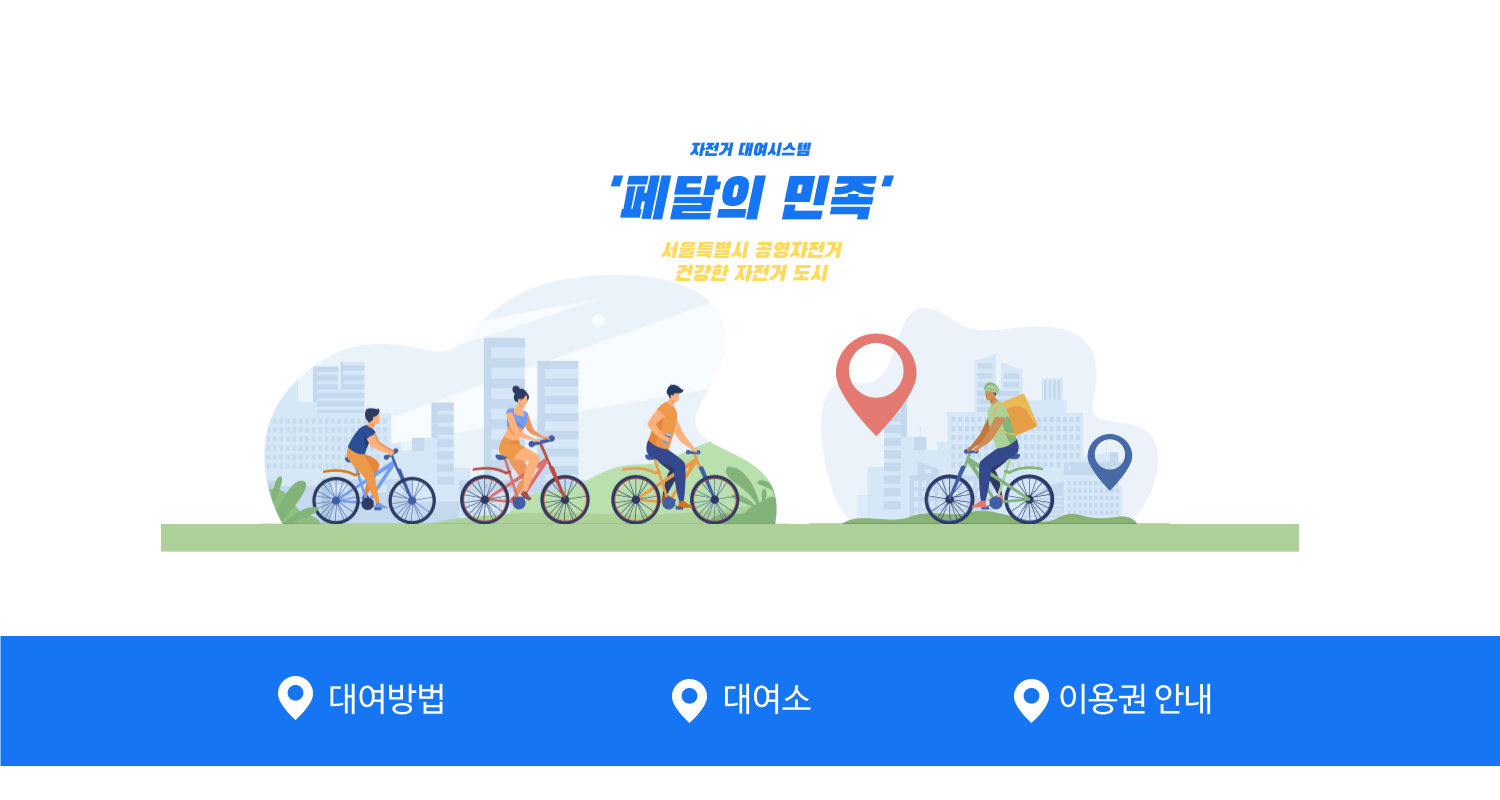 자전거 대여시스템
'페달의 민족'
서울특별시 공영자전거
건강한 자전거 도시
대여방법
대여소
이용권 안내